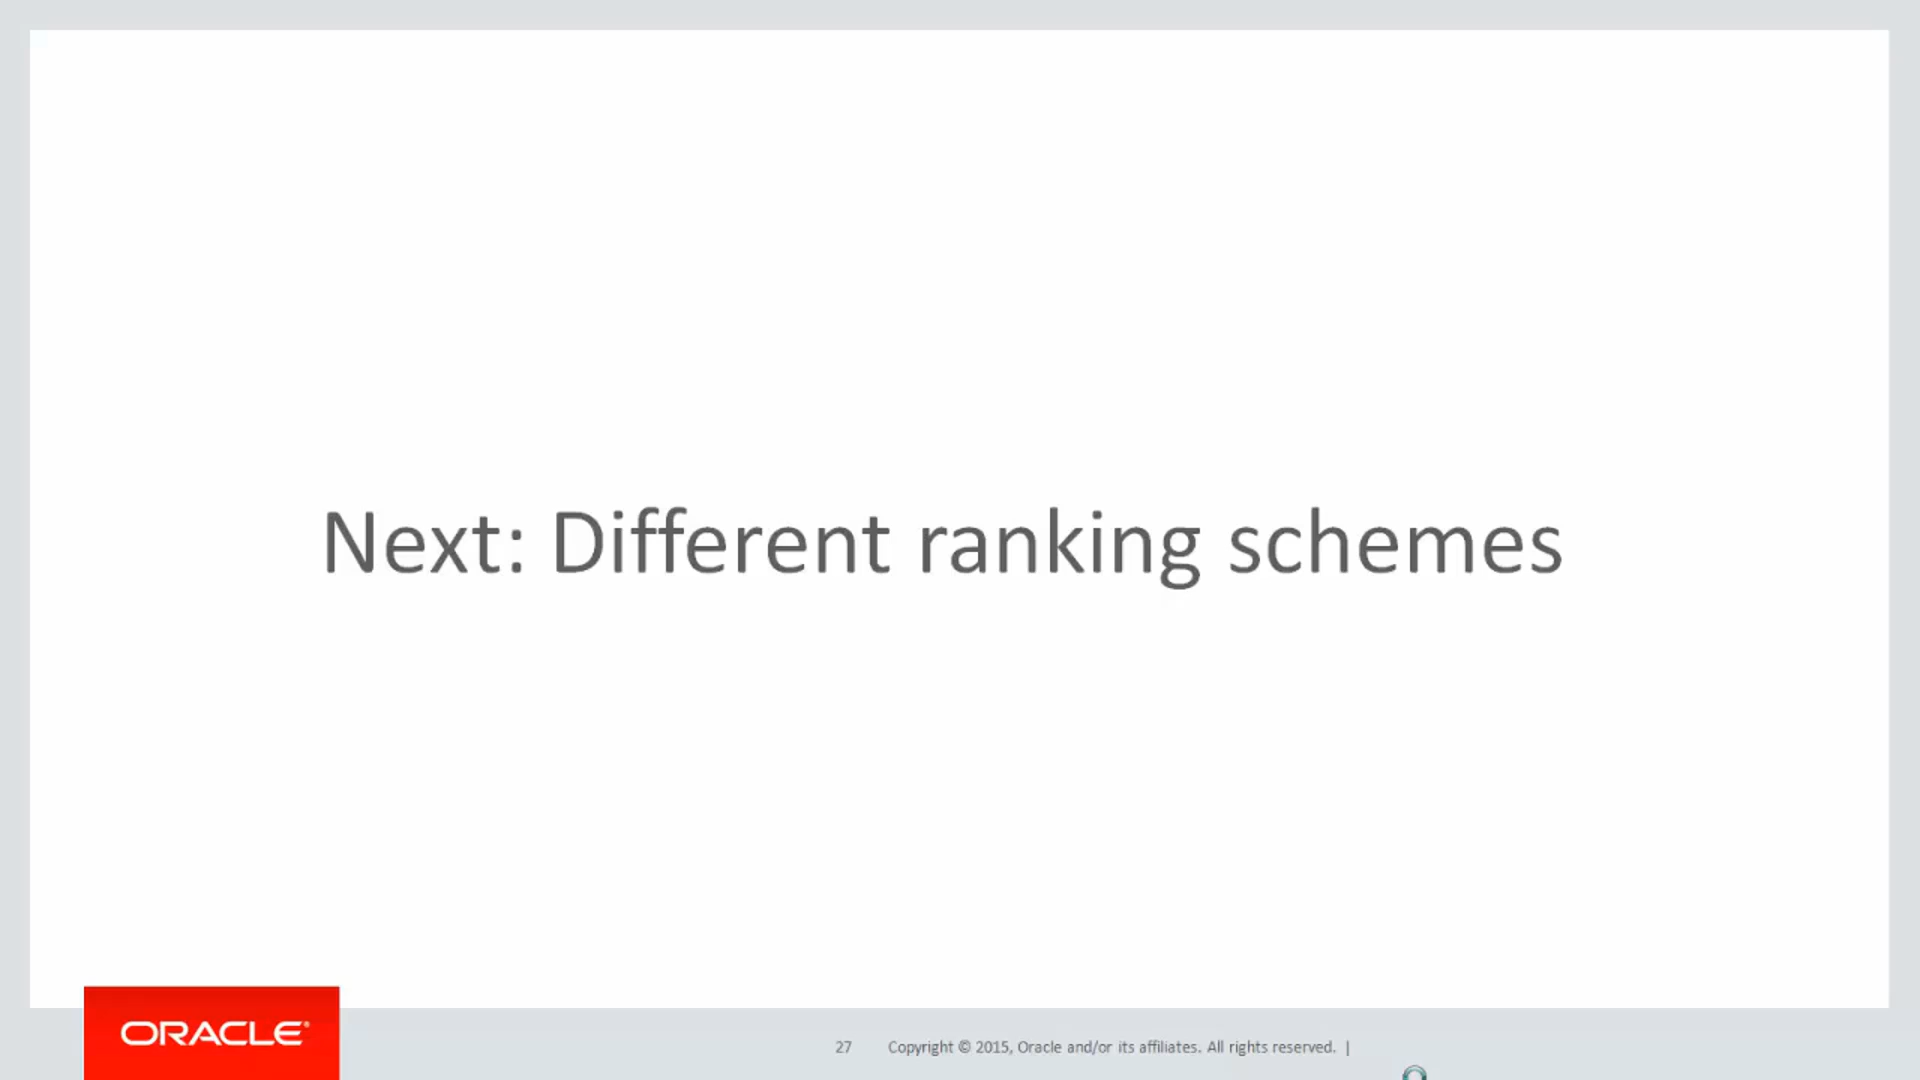 Next: Different ranking schemes
ORACLE®
27 Copyright © 2015, Oracle and/or its affiliates. All rights reserved. |